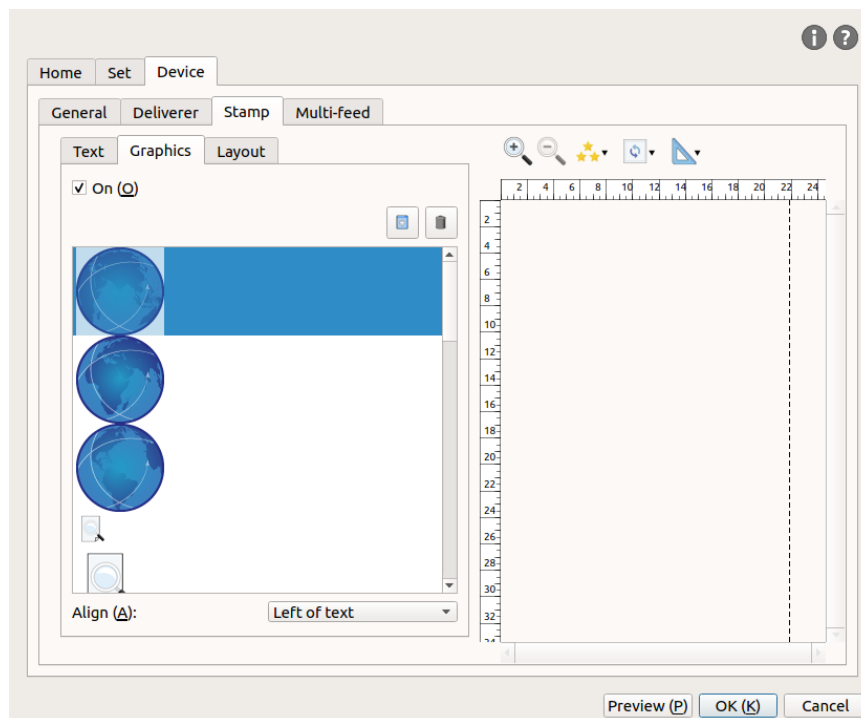 i ?
Home Set Device
General Deliverer Stamp Multi-feed
Text Graphics Layout
On (O)
2 4 6 8 10 12 14 16 18 20 22 24
2
4
6
8
10
12
14
16
18
20
22
24
26
28
30
32
34
Align (A): Left of text
Preview (P) OK (K) Cancel